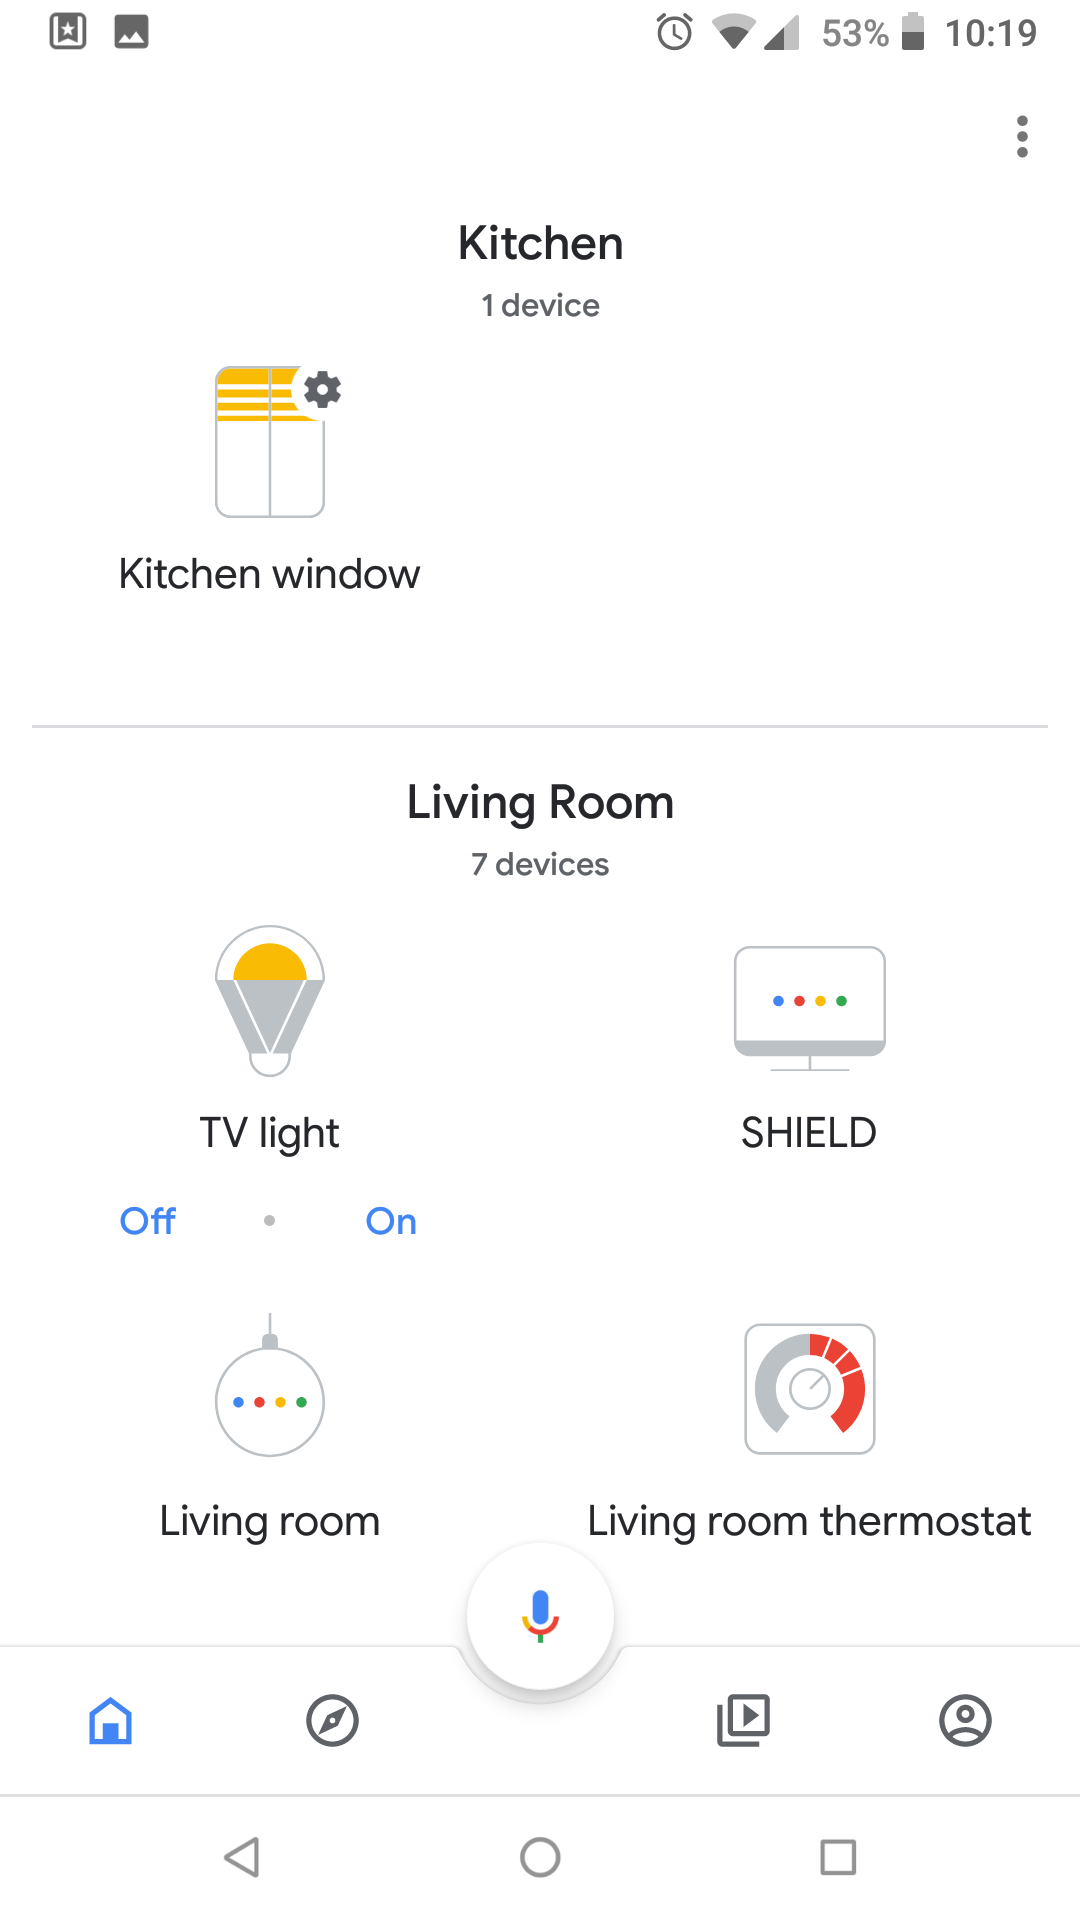 53% 10:19
Kitchen
1 device
Kitchen window
Living Room
7 devices
TV light
SHIELD
Off • On
Living room
Living room thermostat